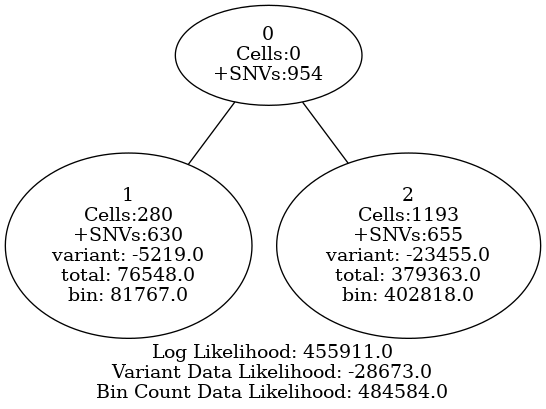 0
Cells:0
+SNVs:954
1
Cells:280
+SNVs:630
variant: -5219.0
total: 76548.0
bin: 81767.0
2
Cells:1193
+SNVs:655
variant: -23455.0
total: 379363.0
bin: 402818.0
Log Likelihood: 455911.0
Variant Data Likelihood: -28673.0
Bin Count Data Likelihood: 484584.0